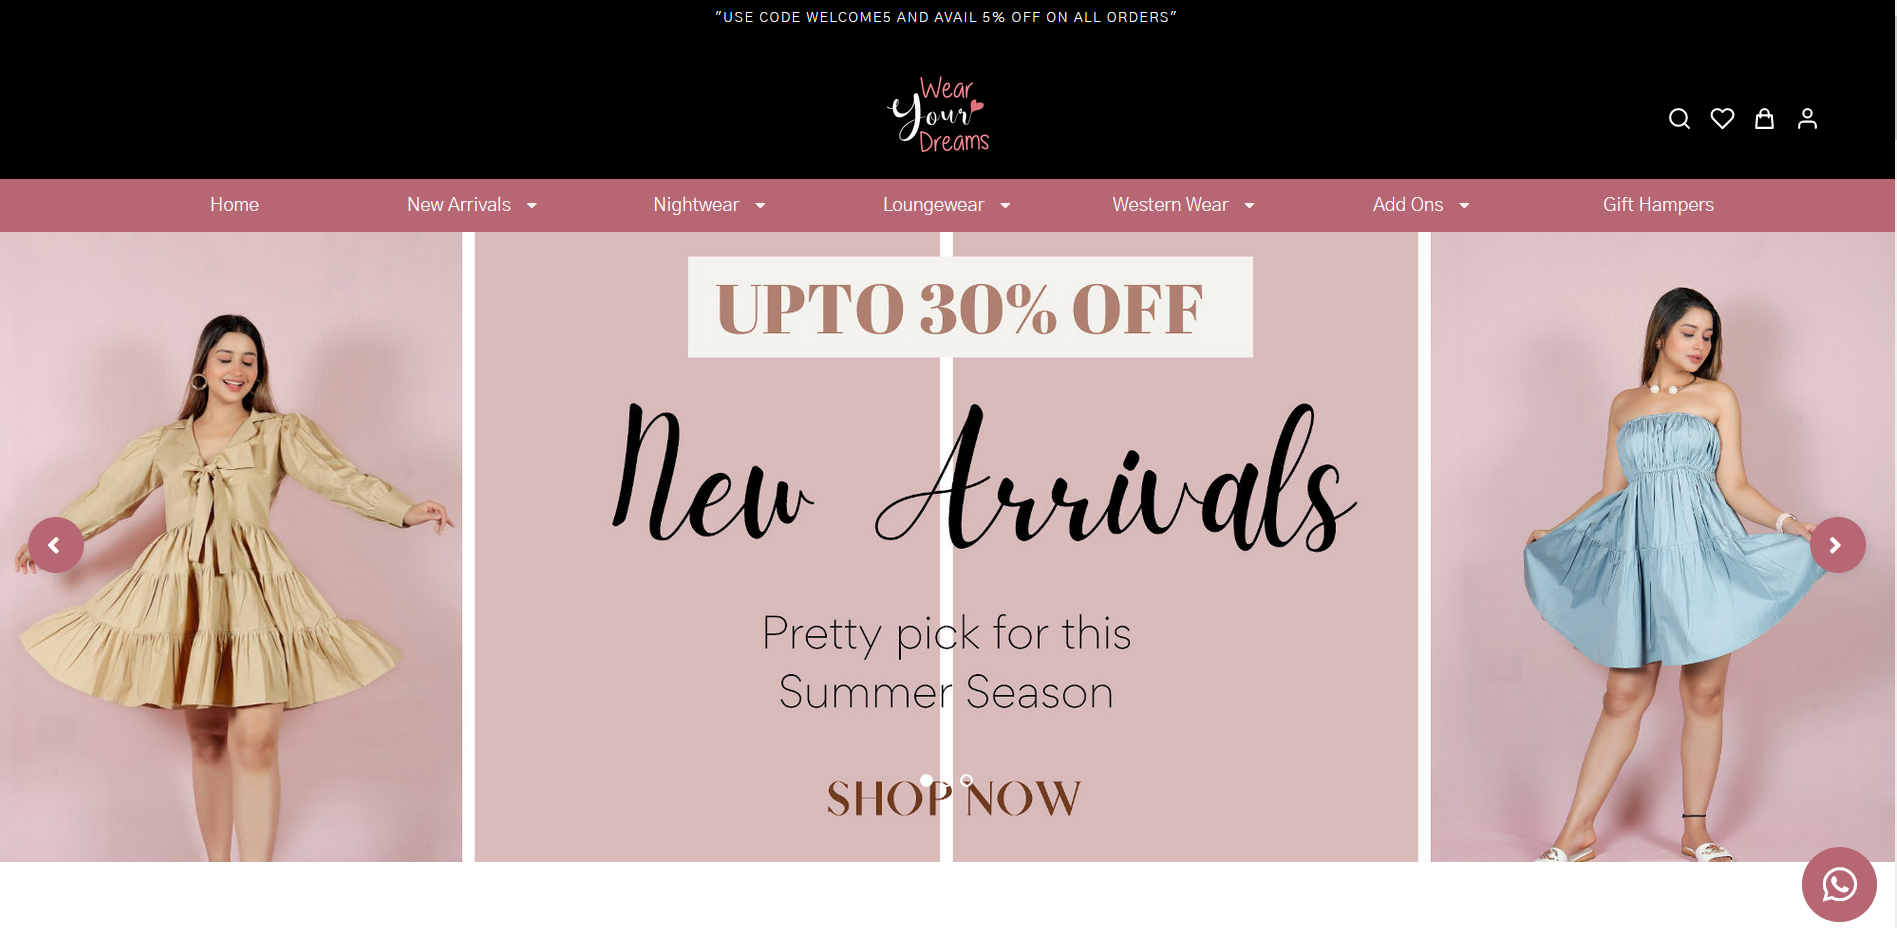 "USE CODE WELCOME5 AND AVAIL 5% OFF ON ALL ORDERS"
Wear
Your
Dreams
Home New Arrivals Nightwear Loungewear Western Wear Add Ons Gift Hampers
UPTO 30% OFF
New Arrivals
Pretty pick for this
Summer Season
SHOP NOW